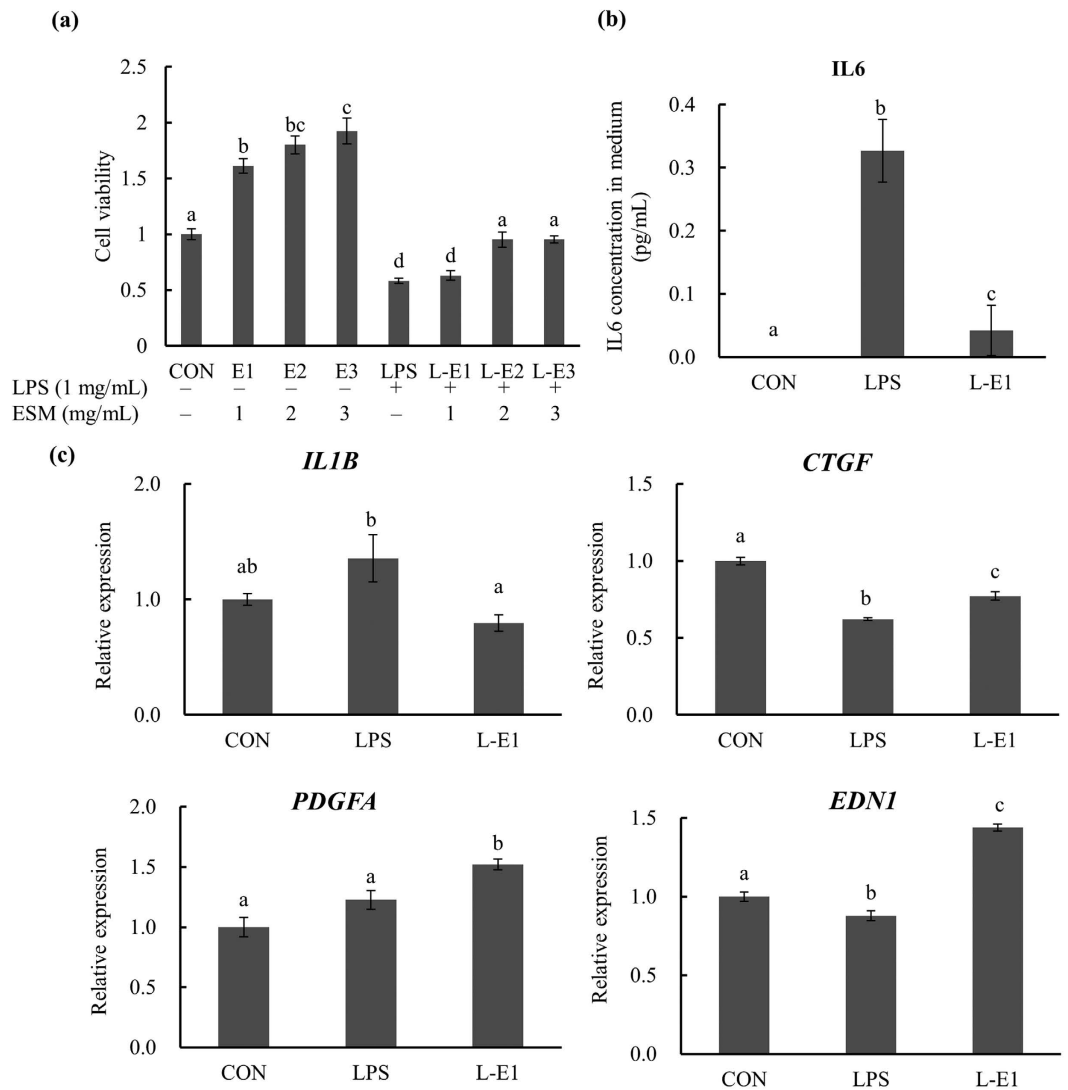 (a)
2.5
2
1.5
1
0.5
0
Cell viability
a
b
bc
c
d
d
a
a
CON E1 E2 E3 LPS L-E1 L-E2 L-E3
LPS (1 mg/mL) – – – – + + + +
ESM (mg/mL) – 1 2 3 – 1 2 3
(b)
IL6
0.4
0.3
0.2
0.1
0.0
IL6 concentration in medium
(pg/mL)
a
b
c
CON LPS L-E1
(c)
IL1B
2.0
1.0
0.0
Relative expression
ab
b
a
CON LPS L-E1
CTGF
1.5
1.0
0.5
0.0
Relative expression
a
b
c
CON LPS L-E1
PDGFA
2.0
1.5
1.0
0.5
0.0
Relative expression
a
a
b
CON LPS L-E1
EDN1
1.5
1.0
0.5
0.0
Relative expression
a
b
c
CON LPS L-E1